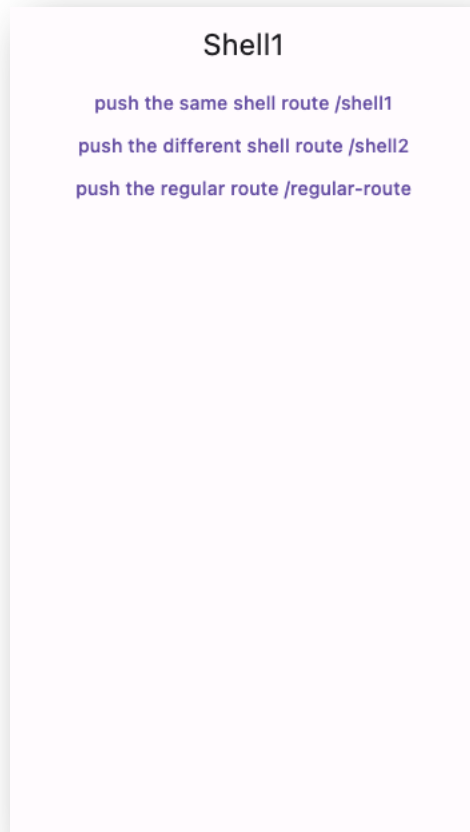 Shell1
push the same shell route /shell1
push the different shell route /shell2
push the regular route /regular-route